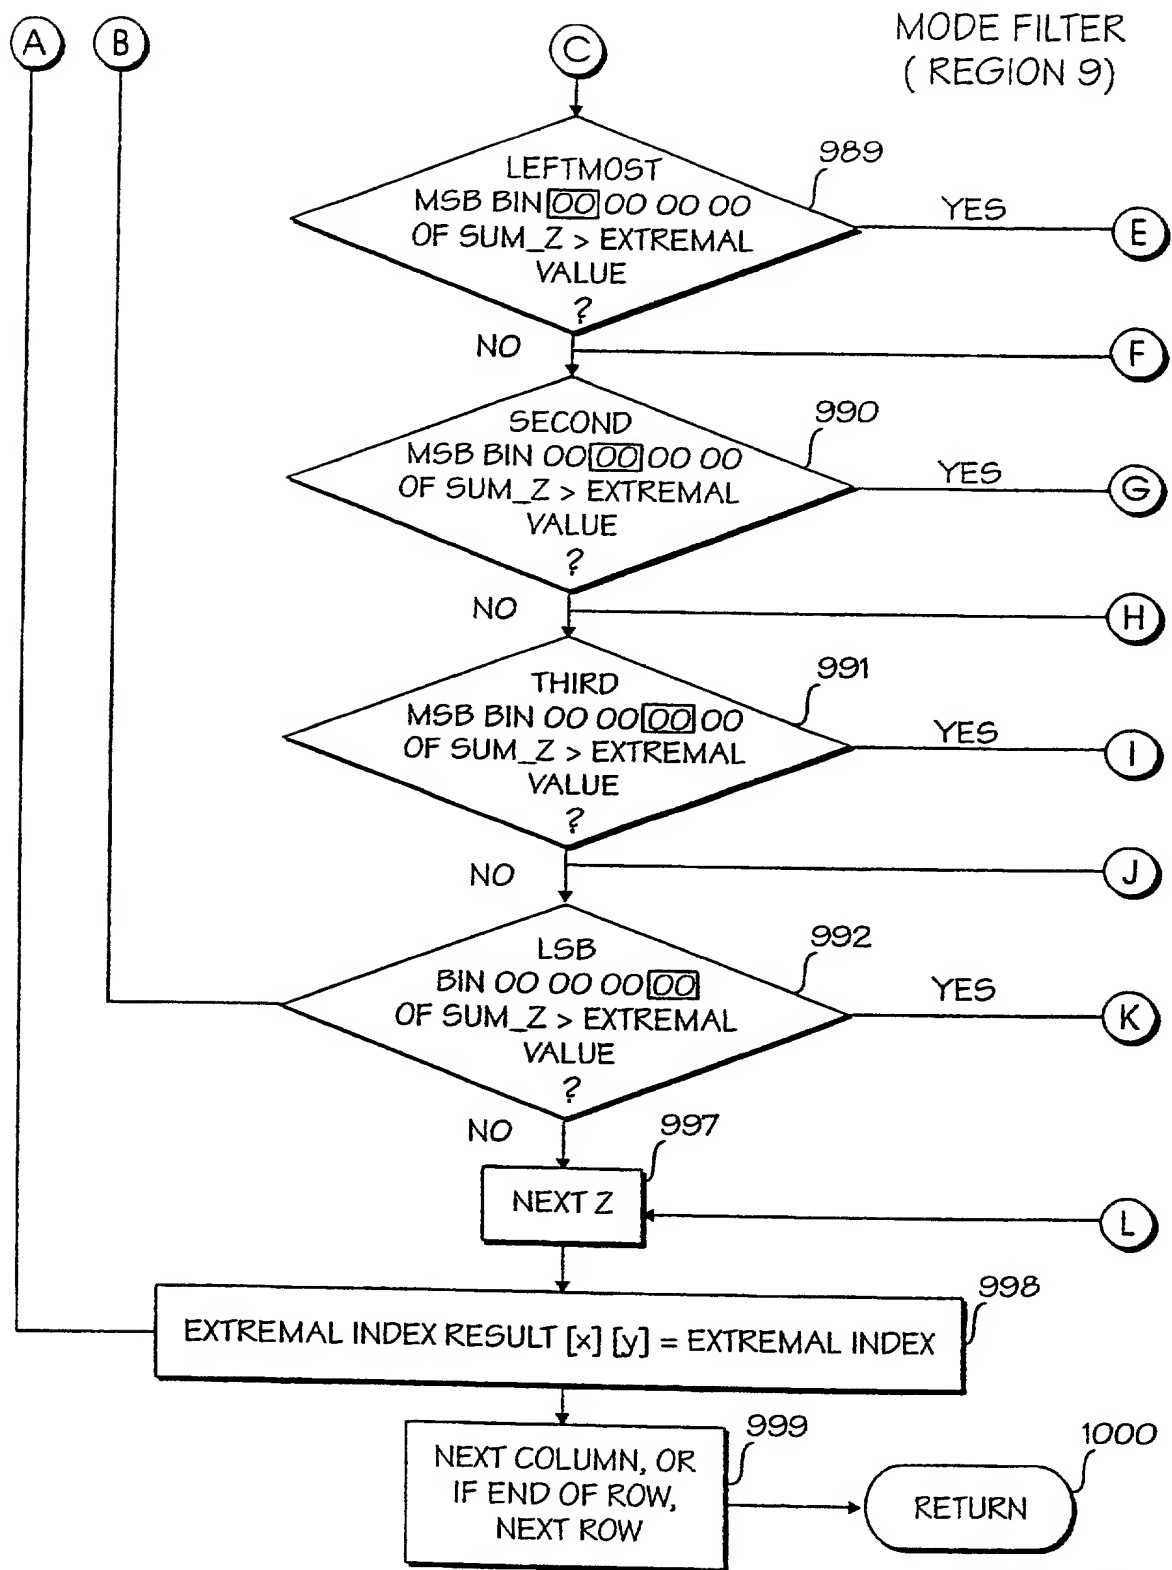 A
B
C
MODE FILTER
( REGION 9)
989
LEFTMOST
MSB BIN 00 00 00 00
OF SUM_Z > EXTREMAL
VALUE
?
YES
E
NO
F
990
SECOND
MSB BIN 00 00 00 00
OF SUM_Z > EXTREMAL
VALUE
?
YES
G
NO
H
991
THIRD
MSB BIN 00 00 00 00
OF SUM_Z > EXTREMAL
VALUE
?
YES
I
NO
J
992
LSB
BIN 00 00 00 00
OF SUM_Z > EXTREMAL
VALUE
?
YES
K
NO
997
NEXT Z
L
998
EXTREMAL INDEX RESULT [x] [y] = EXTREMAL INDEX
999
NEXT COLUMN, OR
IF END OF ROW,
NEXT ROW
1000
RETURN